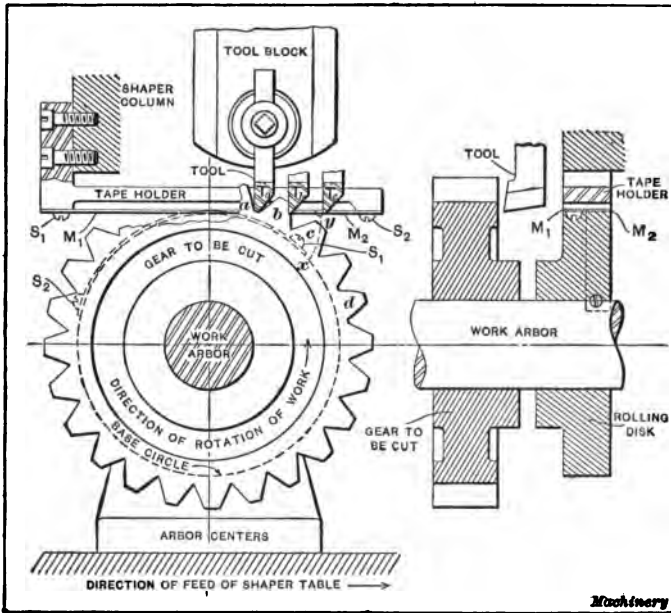 TOOL BLOCK
SHAPER
COLUMN
TOOL
TAPE HOLDER
S1
M1
a
b
c
y
M2
S2
S1
x
GEAR TO BE CUT
S2
d
WORK
ARBOR
DIRECTION OF ROTATION OF WORK
BASE CIRCLE
ARBOR CENTERS
DIRECTION OF FEED OF SHAPER TABLE
TOOL
TAPE
HOLDER
M1
M2
WORK ARBOR
GEAR TO
BE CUT
ROLLING
DISK
Machinery